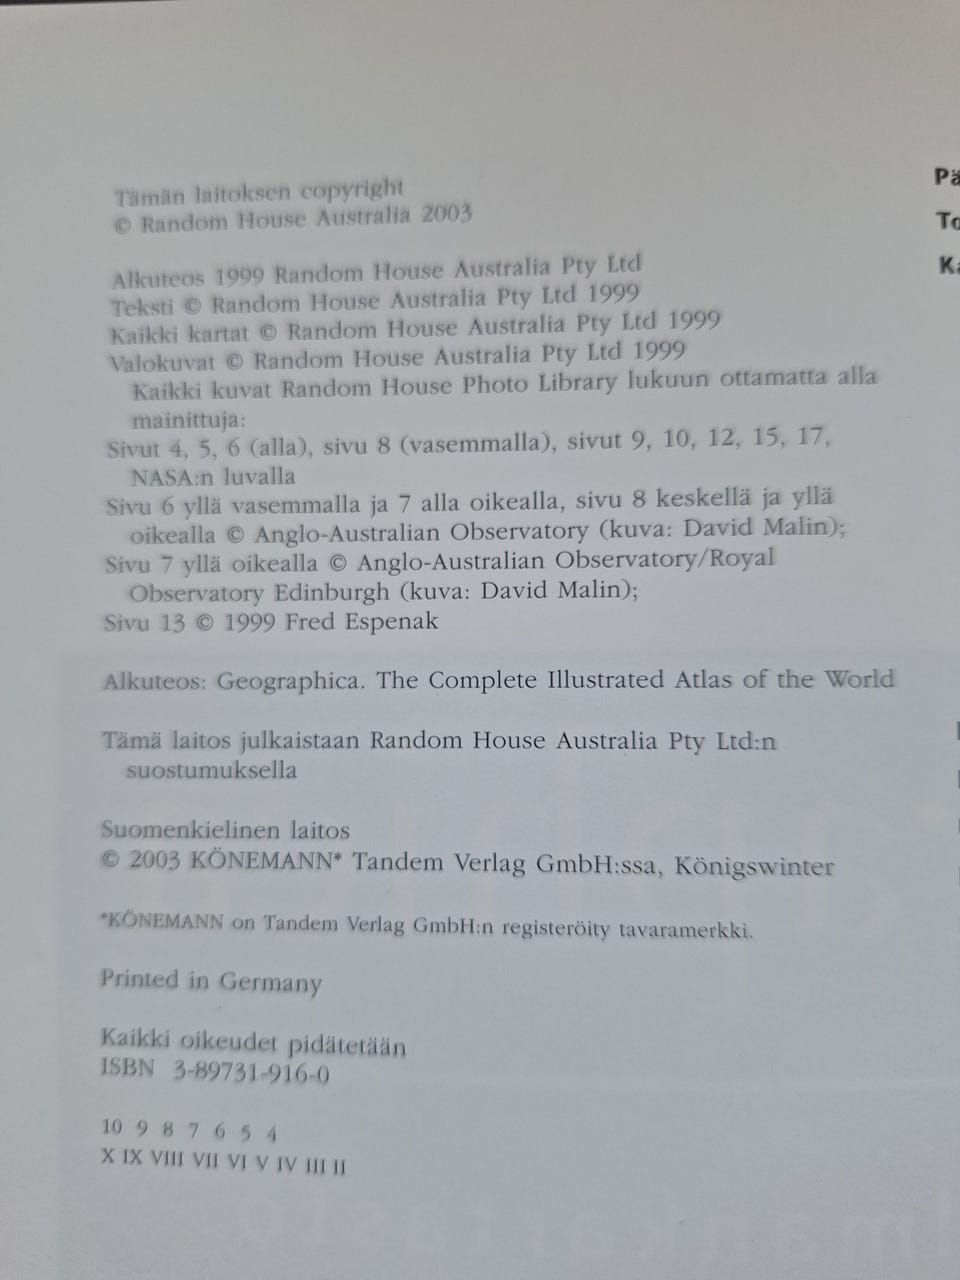 Tämän laitoksen copyright
© Random House Australia 2003
Alkuteos 1999 Random House Australia Pty Ltd
Teksti © Random House Australia Pty Ltd 1999
Kaikki kartat © Random House Australia Pty Ltd 1999
Valokuvat © Random House Australia Pty Ltd 1999
Kaikki kuvat Random House Photo Library lukuun ottamatta alla
mainittuja:
Sivut 4, 5, 6 (alla), sivu 8 (vasemmalla), sivut 9, 10, 12, 15, 17,
NASA:n luvalla
Sivu 6 yllä vasemmalla ja 7 alla oikealla, sivu 8 keskellä ja yllä
oikealla © Anglo-Australian Observatory (kuva: David Malin);
Sivu 7 yllä oikealla © Anglo-Australian Observatory/Royal
Observatory Edinburgh (kuva: David Malin);
Sivu 13 © 1999 Fred Espenak
Alkuteos: Geographica. The Complete Illustrated Atlas of the World
Tämä laitos julkaistaan Random House Australia Pty Ltd:n
suostumuksella
Suomenkielinen laitos
© 2003 KÖNEMANN* Tandem Verlag GmbH:ssa, Königswinter
*KÖNEMANN on Tandem Verlag GmbH:n registeröity tavaramerkki.
Printed in Germany
Kaikki oikeudet pidätetään
ISBN 3-89731-916-0
10 9 8 7 6 5 4
X IX VIII VII VI V IV III II
Pä
To
Ka